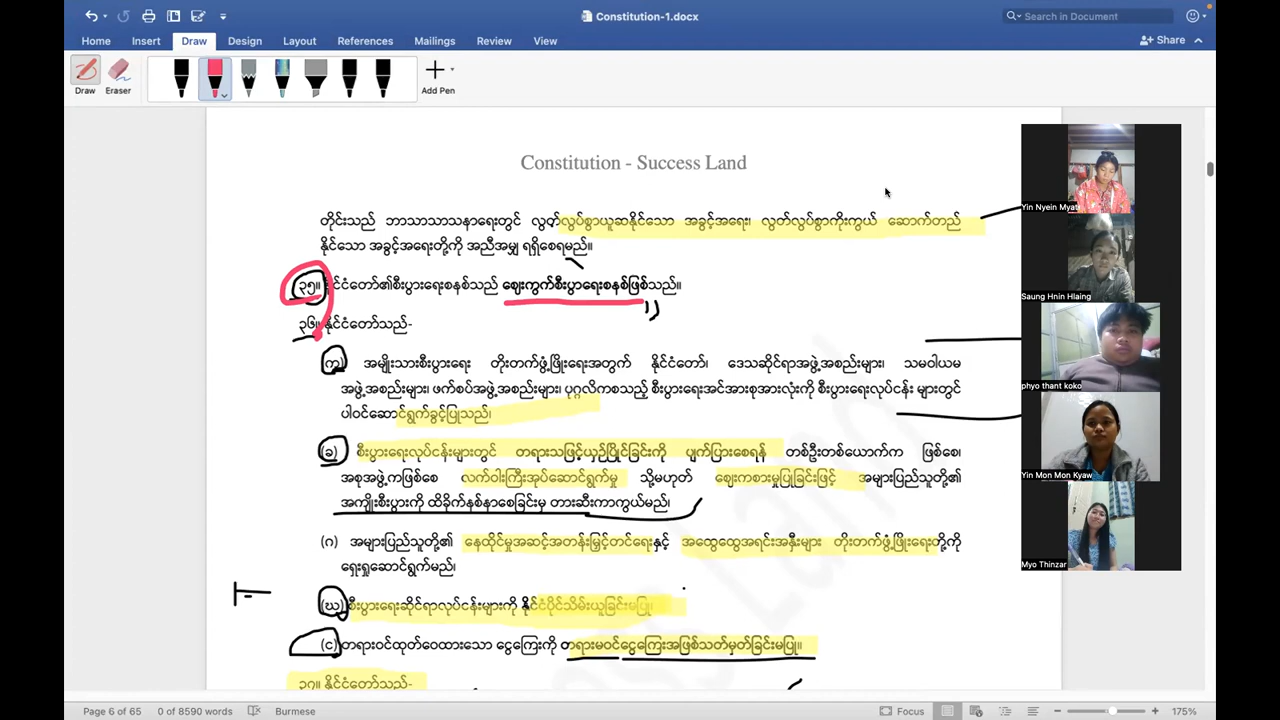 Constitution-1.docx
Search in Document
Home Insert Draw Design Layout References Mailings Review View
Share
Draw Eraser Add Pen
Constitution - Success Land
တိုင်းသည် ဘာသာသာသနာရေးတွင် လွတ်လွပ်စွာယူဆနိုင်သော အခွင့်အရေး၊ လွတ်လွပ်စွာကိုးကွယ် ဆောက်တည်
နိုင်သော အခွင့်အရေးတို့ကို အညီအမျှ ရရှိစေရမည်။
၃၅။ နိုင်ငံတော်၏စီးပွားရေးစနစ်သည် ဈေးကွက်စီးပွာရေးစနစ်ဖြစ်သည်။
၃၆။ နိုင်ငံတော်သည်-
(က) အမျိုးသားစီးပွားရေး တိုးတက်ဖွံ့ဖြိုးရေးအတွက် နိုင်ငံတော်၊ ဒေသဆိုင်ရာအဖွဲ့အစည်းများ၊ သမဝါယမ
အဖွဲ့အစည်းများ၊ ဖက်စပ်အဖွဲ့အစည်းများ၊ ပုဂ္ဂလိကစသည့် စီးပွားရေးအင်အားစုအားလုံးကို စီးပွားရေးလုပ်ငန်း များတွင်
ပါဝင်ဆောင်ရွက်ခွင့်ပြုသည်၊
(ခ) စီးပွားရေးလုပ်ငန်းများတွင် တရားသဖြင့်ယှဉ်ပြိုင်ခြင်းကို ပျက်ပြားစေရန် တစ်ဦးတစ်ယောက်က ဖြစ်စေ၊
အစုအဖွဲ့ကဖြစ်စေ လက်ဝါးကြီးအုပ်ဆောင်ရွက်မှု သို့မဟုတ် ဈေးကစားမှုပြုခြင်းဖြင့် အများပြည်သူတို့၏
အကျိုးစီးပွားကို ထိခိုက်နစ်နာစေခြင်းမှ တားဆီးကာကွယ်မည်၊
(ဂ) အများပြည်သူတို့၏ နေထိုင်မှုအဆင့်အတန်းမြှင့်တင်ရေးနှင့် အထွေထွေအရင်းအနှီးများ တိုးတက်ဖွံ့ဖြိုးရေးတို့ကို
ရှေးရှုဆောင်ရွက်မည်၊
(ဃ) စီးပွားရေးဆိုင်ရာလုပ်ငန်းများကို နိုင်ငံပိုင်သိမ်းယူခြင်းမပြု၊
(င) တရားဝင်ထုတ်ဝေထားသော ငွေကြေးကို တရားမဝင်ငွေကြေးအဖြစ်သတ်မှတ်ခြင်းမပြု။
၃၇။ နိုင်ငံတော်သည်-
Yin Nyein Myat
Saung Hnin Hlaing
phyo thant koko
Yin Mon Mon Kyaw
Myo Thinzar
Page 6 of 65 0 of 8590 words Burmese Focus 175%